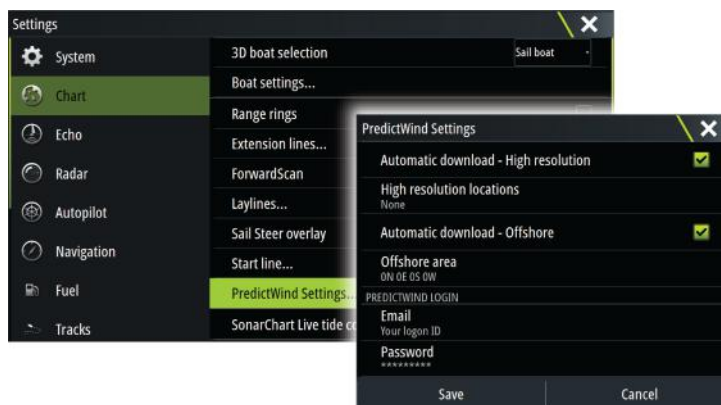 Settings
System
Chart
Echo
Radar
Autopilot
Navigation
Fuel
Tracks
3D boat selection
Sail boat
Boat settings...
Range rings
Extension lines...
ForwardScan
Laylines...
Sail Steer overlay
Start line...
PredictWind Settings...
SonarChart Live tide
PredictWind Settings
Automatic download - High resolution
High resolution locations
None
Automatic download - Offshore
Offshore area
0N 0E 0S 0W
PREDICTWIND LOGIN
Email
Your logon ID
Password
*********
Save
Cancel